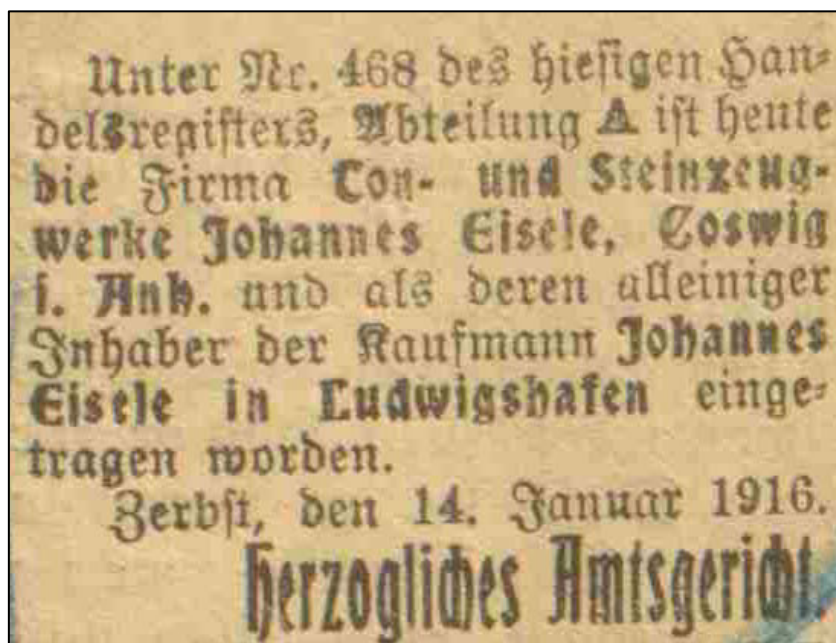 Unter Nr. 468 des hiesigen Han-
delsregisters, Abteilung A ist heute
die Firma Ton- und Steinzeug-
werke Johannes Eisele, Coswig
i. Anh. und als deren alleiniger
Inhaber der Kaufmann Johannes
Eisele in Ludwigshafen einge-
tragen worden.
Zerbst, den 14. Januar 1916.
Herzogliches Amtsgericht.